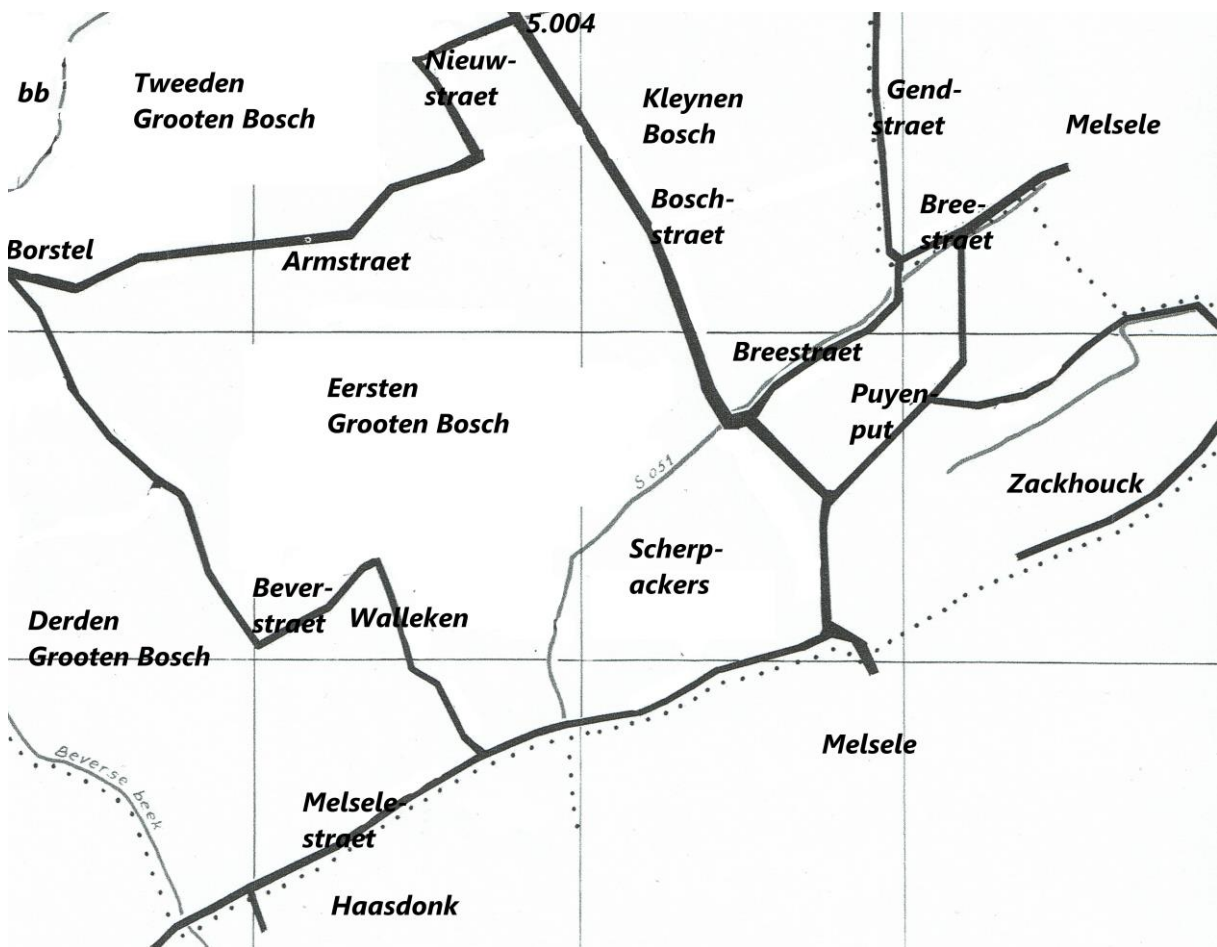 5.004
Nieuw-
straet
bb
Tweeden
Grooten Bosch
Kleynen
Bosch
Gend-
straet
Melsele
Bosch-
straet
Bree-
straet
Borstel
Armstraet
Breestraet
Eersten
Grooten Bosch
Puyen-
put
S 051
Zackhouck
Scherp-
ackers
Bever-
straet
Walleken
Derden
Grooten Bosch
Beverse beek
Melsele
Melsele-
straet
Haasdonk